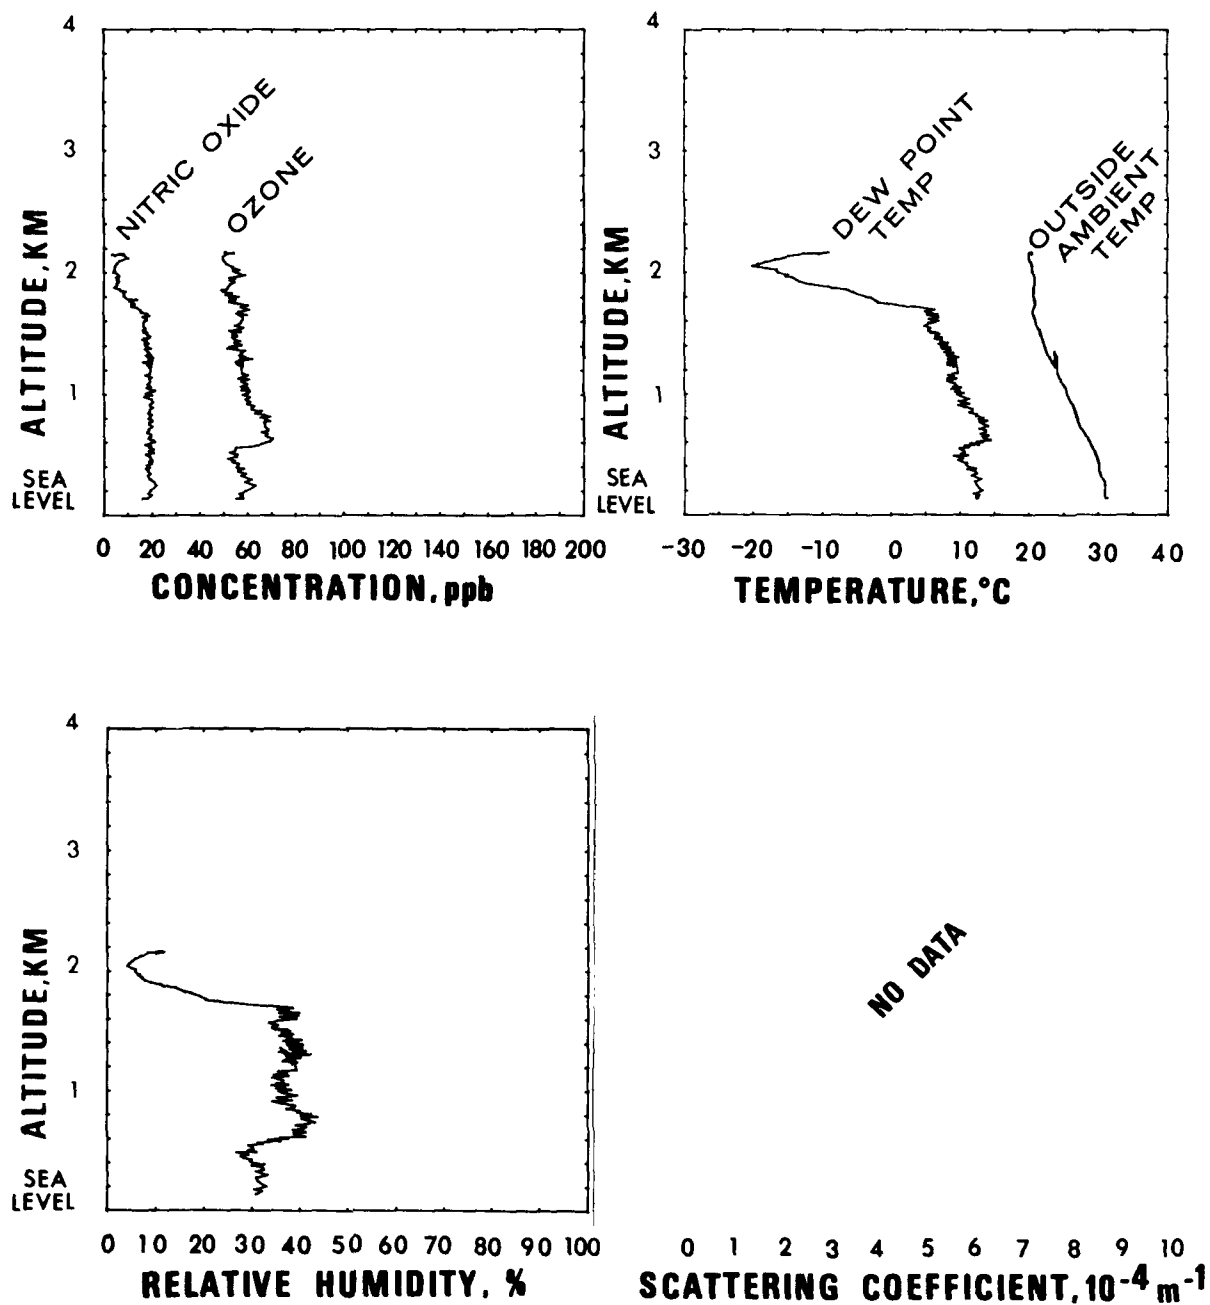 4
3
2
1
SEA
LEVEL
ALTITUDE,KM
NITRIC OXIDE
OZONE
0 20 40 60 80 100 120 140 160 180 200
CONCENTRATION, ppb
4
3
2
1
SEA
LEVEL
ALTITUDE,KM
DEW POINT
TEMP
OUTSIDE
AMBIENT
TEMP
-30 -20 -10 0 10 20 30 40
TEMPERATURE,°C
4
3
2
1
SEA
LEVEL
ALTITUDE,KM
0 10 20 30 40 50 60 70 80 90 100
RELATIVE HUMIDITY, %
NO DATA
0 1 2 3 4 5 6 7 8 9 10
SCATTERING COEFFICIENT, 10⁻⁴ m⁻¹